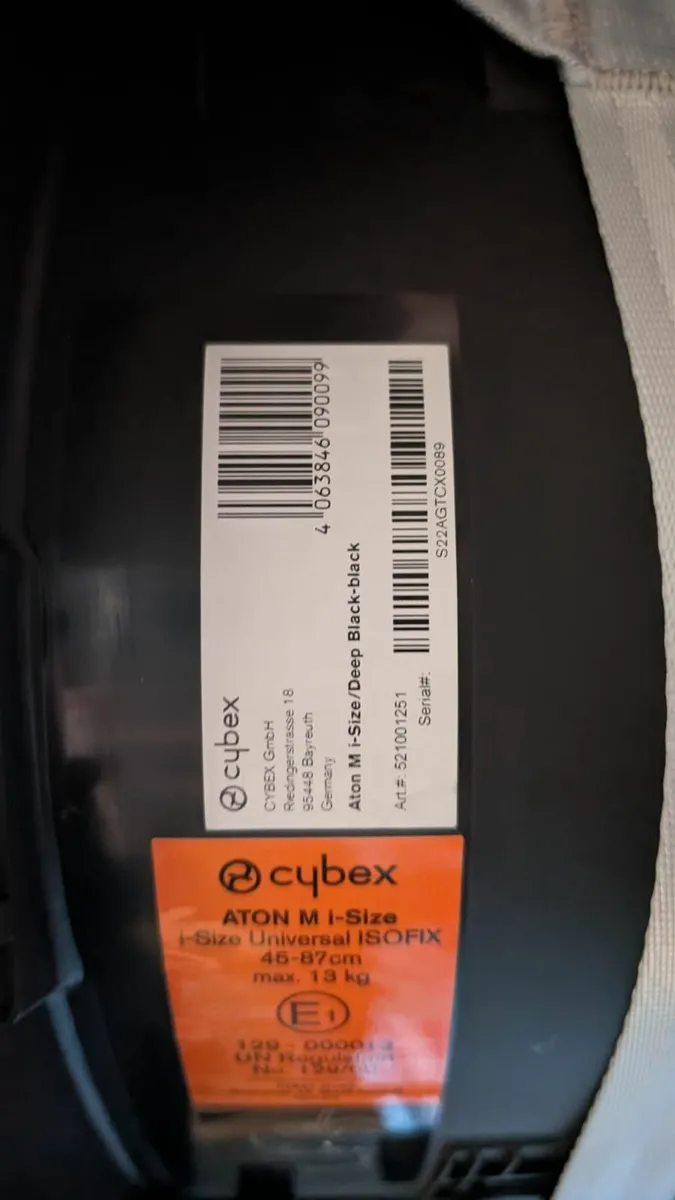 cybex
CYBEX GmbH
Riedingerstrasse 18
95448 Bayreuth
Germany
Aton M i-Size/Deep Black-black
Art.#: 521001251
Serial#:
4 063846 090099
S22AGTCX0089
cybex
ATON M i-Size
i-Size Universal ISOFIX
45-87cm
max. 13 kg
E1
UN Regulation